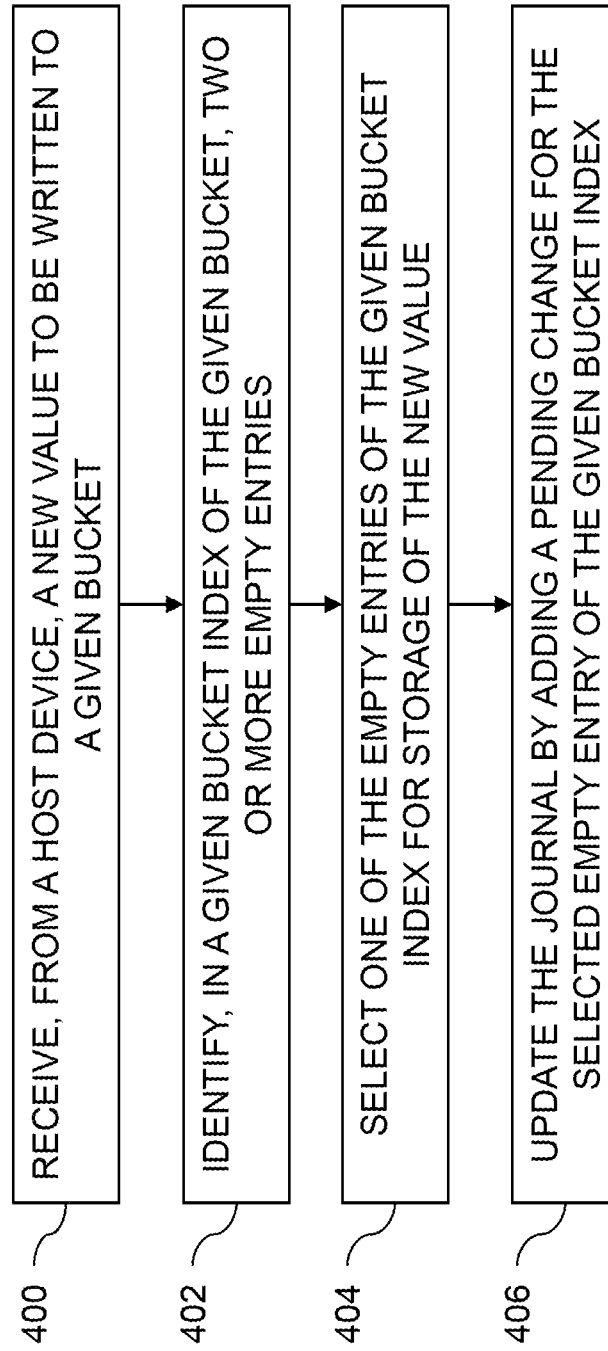 400
RECEIVE, FROM A HOST DEVICE, A NEW VALUE TO BE WRITTEN TO
A GIVEN BUCKET
402
IDENTIFY, IN A GIVEN BUCKET INDEX OF THE GIVEN BUCKET, TWO
OR MORE EMPTY ENTRIES
404
SELECT ONE OF THE EMPTY ENTRIES OF THE GIVEN BUCKET
INDEX FOR STORAGE OF THE NEW VALUE
406
UPDATE THE JOURNAL BY ADDING A PENDING CHANGE FOR THE
SELECTED EMPTY ENTRY OF THE GIVEN BUCKET INDEX